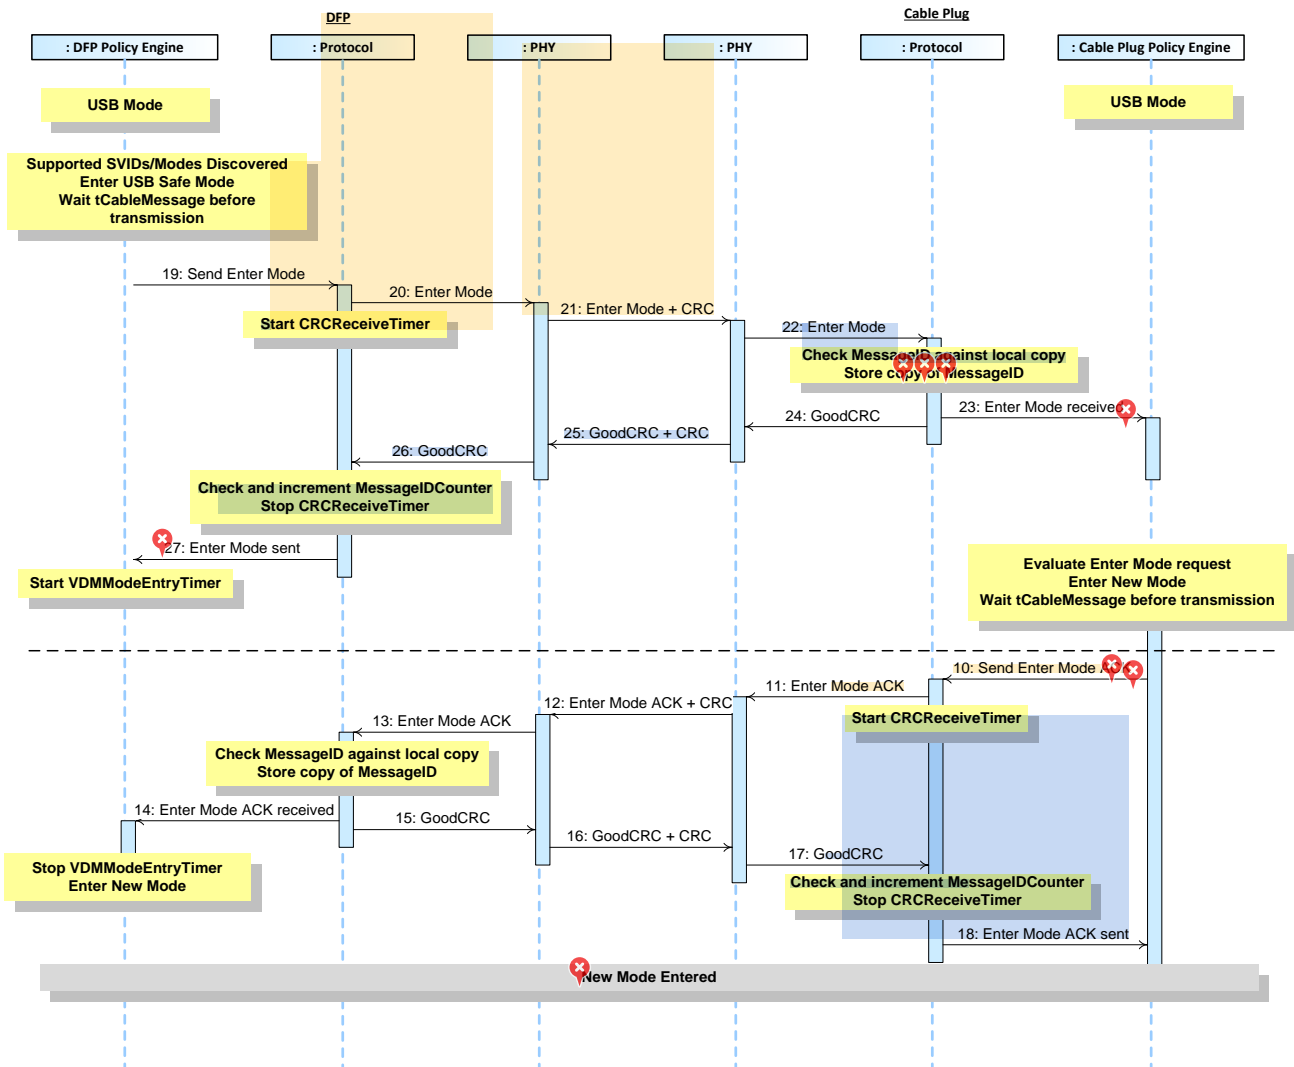 DFP
Cable Plug
: DFP Policy Engine
: Protocol
: PHY
: PHY
: Protocol
: Cable Plug Policy Engine
USB Mode
USB Mode
Supported SVIDs/Modes Discovered
Enter USB Safe Mode
Wait tCableMessage before
transmission
19: Send Enter Mode
20: Enter Mode
21: Enter Mode + CRC
Start CRCReceiveTimer
22: Enter Mode
Check MessageID against local copy
Store copy of MessageID
23: Enter Mode received
24: GoodCRC
25: GoodCRC + CRC
26: GoodCRC
Check and increment MessageIDCounter
Stop CRCReceiveTimer
27: Enter Mode sent
Start VDMModeEntryTimer
Evaluate Enter Mode request
Enter New Mode
Wait tCableMessage before transmission
10: Send Enter Mode ACK
11: Enter Mode ACK
12: Enter Mode ACK + CRC
Start CRCReceiveTimer
13: Enter Mode ACK
Check MessageID against local copy
Store copy of MessageID
14: Enter Mode ACK received
15: GoodCRC
16: GoodCRC + CRC
17: GoodCRC
Stop VDMModeEntryTimer
Enter New Mode
Check and increment MessageIDCounter
Stop CRCReceiveTimer
18: Enter Mode ACK sent
New Mode Entered